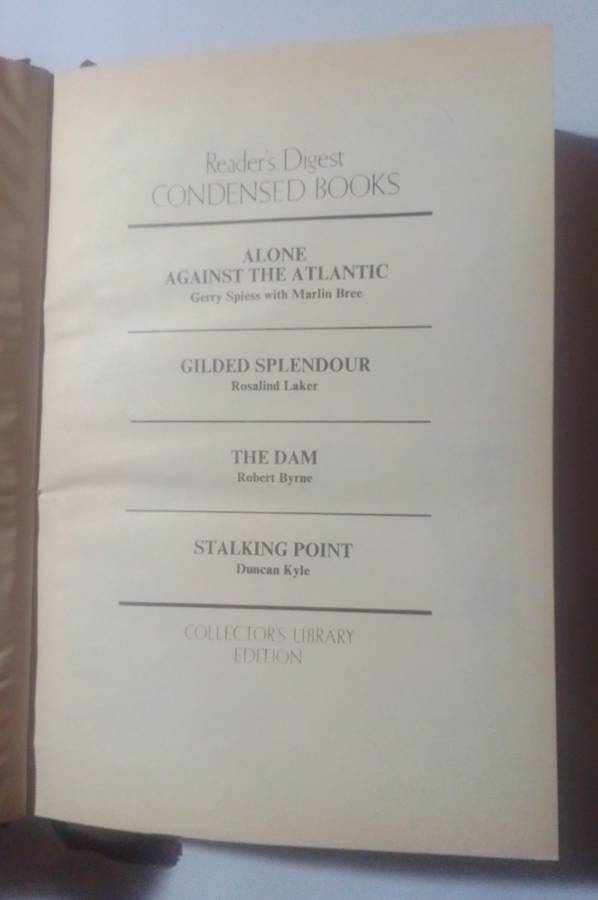 Reader's Digest
CONDENSED BOOKS
ALONE
AGAINST THE ATLANTIC
Gerry Spiess with Marlin Bree
GILDED SPLENDOUR
Rosalind Laker
THE DAM
Robert Byrne
STALKING POINT
Duncan Kyle
COLLECTOR'S LIBRARY
EDITION